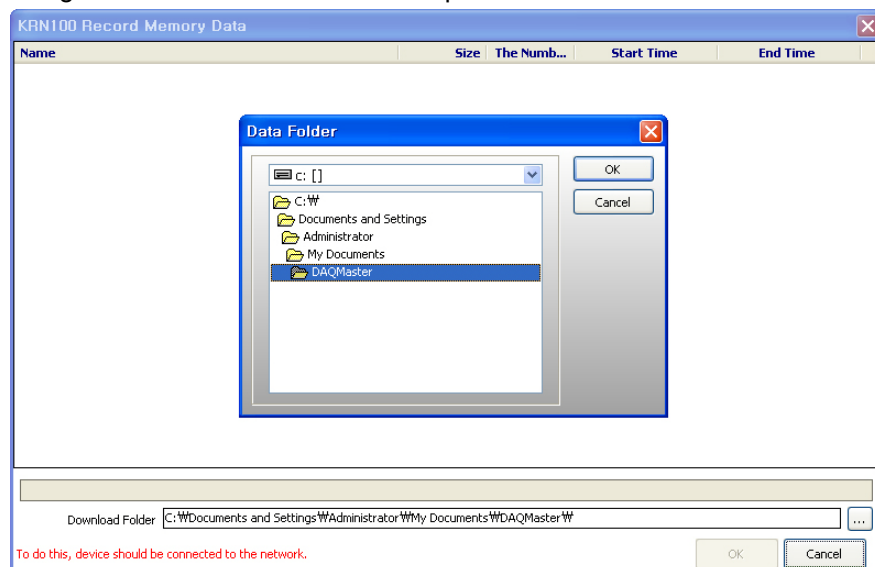 KRN100 Record Memory Data
Name Size The Numb... Start Time End Time
Data Folder
c: []
OK
C:₩
Cancel
Documents and Settings
Administrator
My Documents
DAQMaster
Download Folder C:₩Documents and Settings₩Administrator₩My Documents₩DAQMaster₩ ...
To do this, device should be connected to the network.
OK Cancel